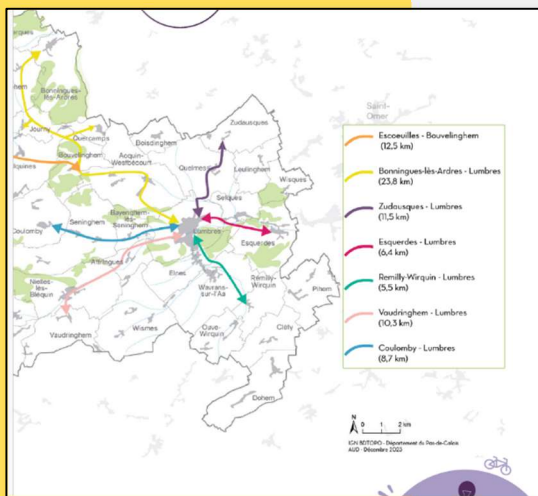 Bonningues-
lès-Ardres
Journy
Quercamps
Bouvelinghem
Acquin-
Westbécourt
Boisdinghem
Zudausques
Saint-
Omer
Quelmes
Leulinghem
Wisques
Setques
Coulomby
Seninghem
Bayenghem-
lès-
Seninghem
Lumbres
Esquerdes
Affringues
Nielles-
lès-
Bléquin
Elnes
Wavrans-
sur-l'Aa
Remilly-
Wirquin
Pihem
Vaudringhem
Wismes
Ouve-
Wirquin
Cléty
Dohem
Escoeuilles - Bouvelinghem
(12,5 km)
Bonningues-lès-Ardres - Lumbres
(23,8 km)
Zudausques - Lumbres
(11,5 km)
Esquerdes - Lumbres
(6,4 km)
Remilly-Wirquin - Lumbres
(5,5 km)
Vaudringhem - Lumbres
(10,3 km)
Coulomby - Lumbres
(8,7 km)
N
0 1 2 km
IGN BDTOPO - Département du Pas-de-Calais
AUD - Décembre 2023